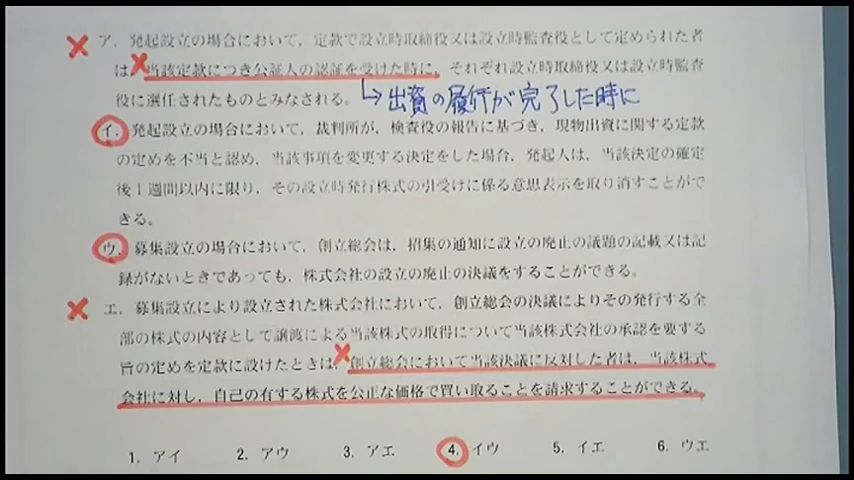 ア．発起設立の場合において，定款で設立時取締役又は設立時監査役として定められた者
は，当該定款につき公証人の認証を受けた時に，それぞれ設立時取締役又は設立時監査
役に選任されたものとみなされる。
↳出資の履行が完了した時に
イ．発起設立の場合において，裁判所が，検査役の報告に基づき，現物出資に関する定款
の定めを不当と認め，当該事項を変更する決定をした場合，発起人は，当該決定の確定
後1週間以内に限り，その設立時発行株式の引受けに係る意思表示を取り消すことがで
きる。
ウ．募集設立の場合において，創立総会は，招集の通知に設立の廃止の議題の記載又は記
録がないときであっても，株式会社の設立の廃止の決議をすることができる。
エ．募集設立により設立された株式会社において，創立総会の決議によりその発行する全
部の株式の内容として譲渡による当該株式の取得について当該株式会社の承認を要する
旨の定めを定款に設けたときは，創立総会において当該決議に反対した者は，当該株式
会社に対し，自己の有する株式を公正な価格で買い取ることを請求することができる。
1．アイ 2．アウ 3．アエ 4．イウ 5．イエ 6．ウエ